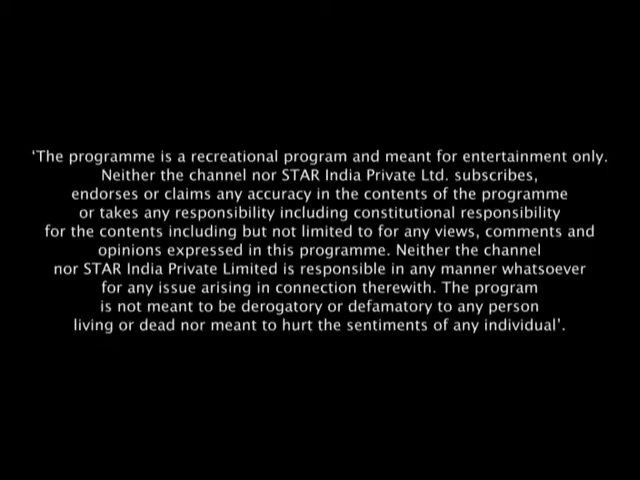 'The programme is a recreational program and meant for entertainment only.
Neither the channel nor STAR India Private Ltd. subscribes,
endorses or claims any accuracy in the contents of the programme
or takes any responsibility including constitutional responsibility
for the contents including but not limited to for any views, comments and
opinions expressed in this programme. Neither the channel
nor STAR India Private Limited is responsible in any manner whatsoever
for any issue arising in connection therewith. The program
is not meant to be derogatory or defamatory to any person
living or dead nor meant to hurt the sentiments of any individual'.